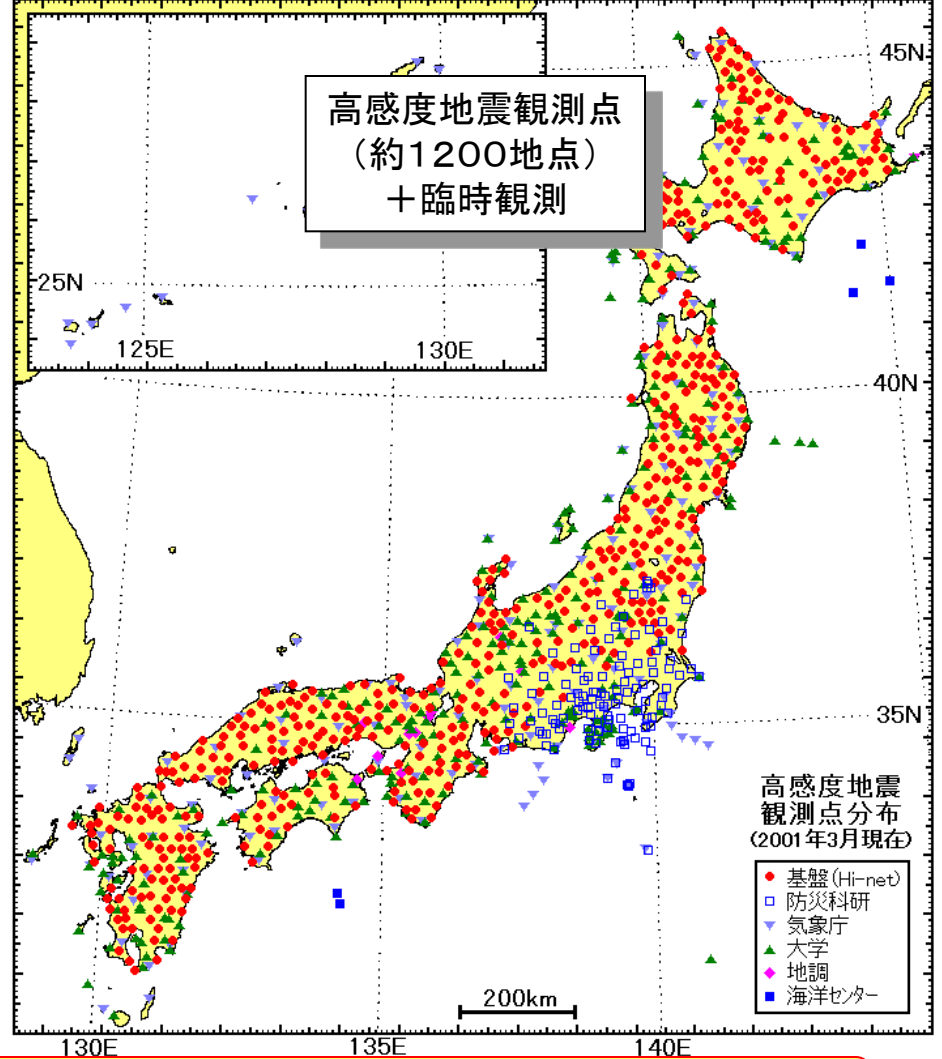 高感度地震観測点
（約１２００地点）
＋臨時観測
45N
25N
125E
130E
40N
35N
高感度地震
観測点分布
(2001年3月現在)
基盤(Hi-net)
防災科研
気象庁
大学
地調
海洋センター
200km
130E
135E
140E